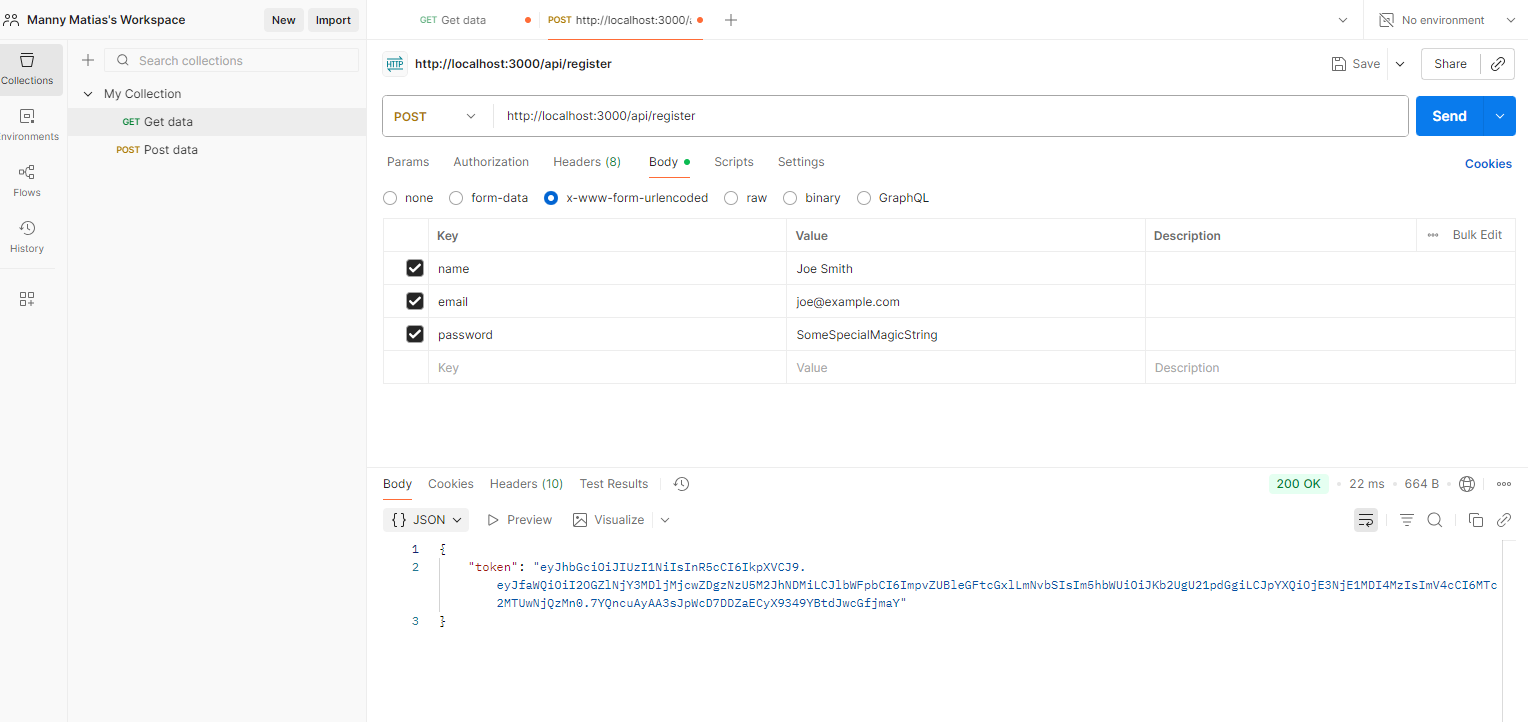 Manny Matias's Workspace New Import GET Get data POST http://localhost:3000/a No environment
Collections Search collections http://localhost:3000/api/register Save Share
My Collection
GET Get data POST http://localhost:3000/api/register Send
Environments POST Post data
Params Authorization Headers (8) Body Scripts Settings Cookies
Flows none form-data x-www-form-urlencoded raw binary GraphQL
History Key Value Description Bulk Edit
name Joe Smith
email joe@example.com
password SomeSpecialMagicString
Key Value Description
Body Cookies Headers (10) Test Results 200 OK 22 ms 664 B
{} JSON Preview Visualize
1 {
2 "token": "eyJhbGciOiJIUzI1NiIsInR5cCI6IkpXVCJ9.
eyJfaWQiOiI2OGZlNjY3MDljMjcwZDgzNzU5M2JhNDMiLCJlbWFpbCI6ImpvZUBleGFtcGxlLmNvbSIsIm5hbWUiOiJKb2UgU21pdGgiLCJpYXQiOjE3NjE1MDI4MzIsImV4cCI6MTc
2MTUwNjQzMn0.7YQncuAyAA3sJpWcD7DDZaECyX9349YBtdJwcGfjmaY"
3 }